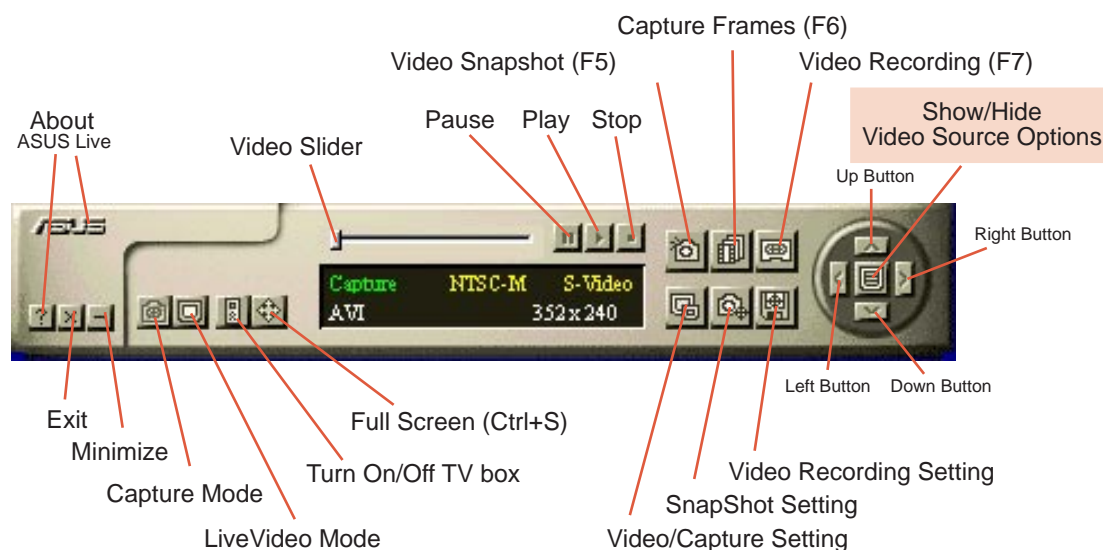 Capture Frames (F6)
Video Snapshot (F5)
Video Recording (F7)
Show/Hide
Video Source Options
About
ASUS Live
Video Slider
Pause
Play
Stop
Up Button
Right Button
ASUS
Capture
NTSC-M
S-Video
AVI
352x240
?
Left Button
Down Button
Exit
Minimize
Full Screen (Ctrl+S)
Turn On/Off TV box
Capture Mode
LiveVideo Mode
Video Recording Setting
SnapShot Setting
Video/Capture Setting